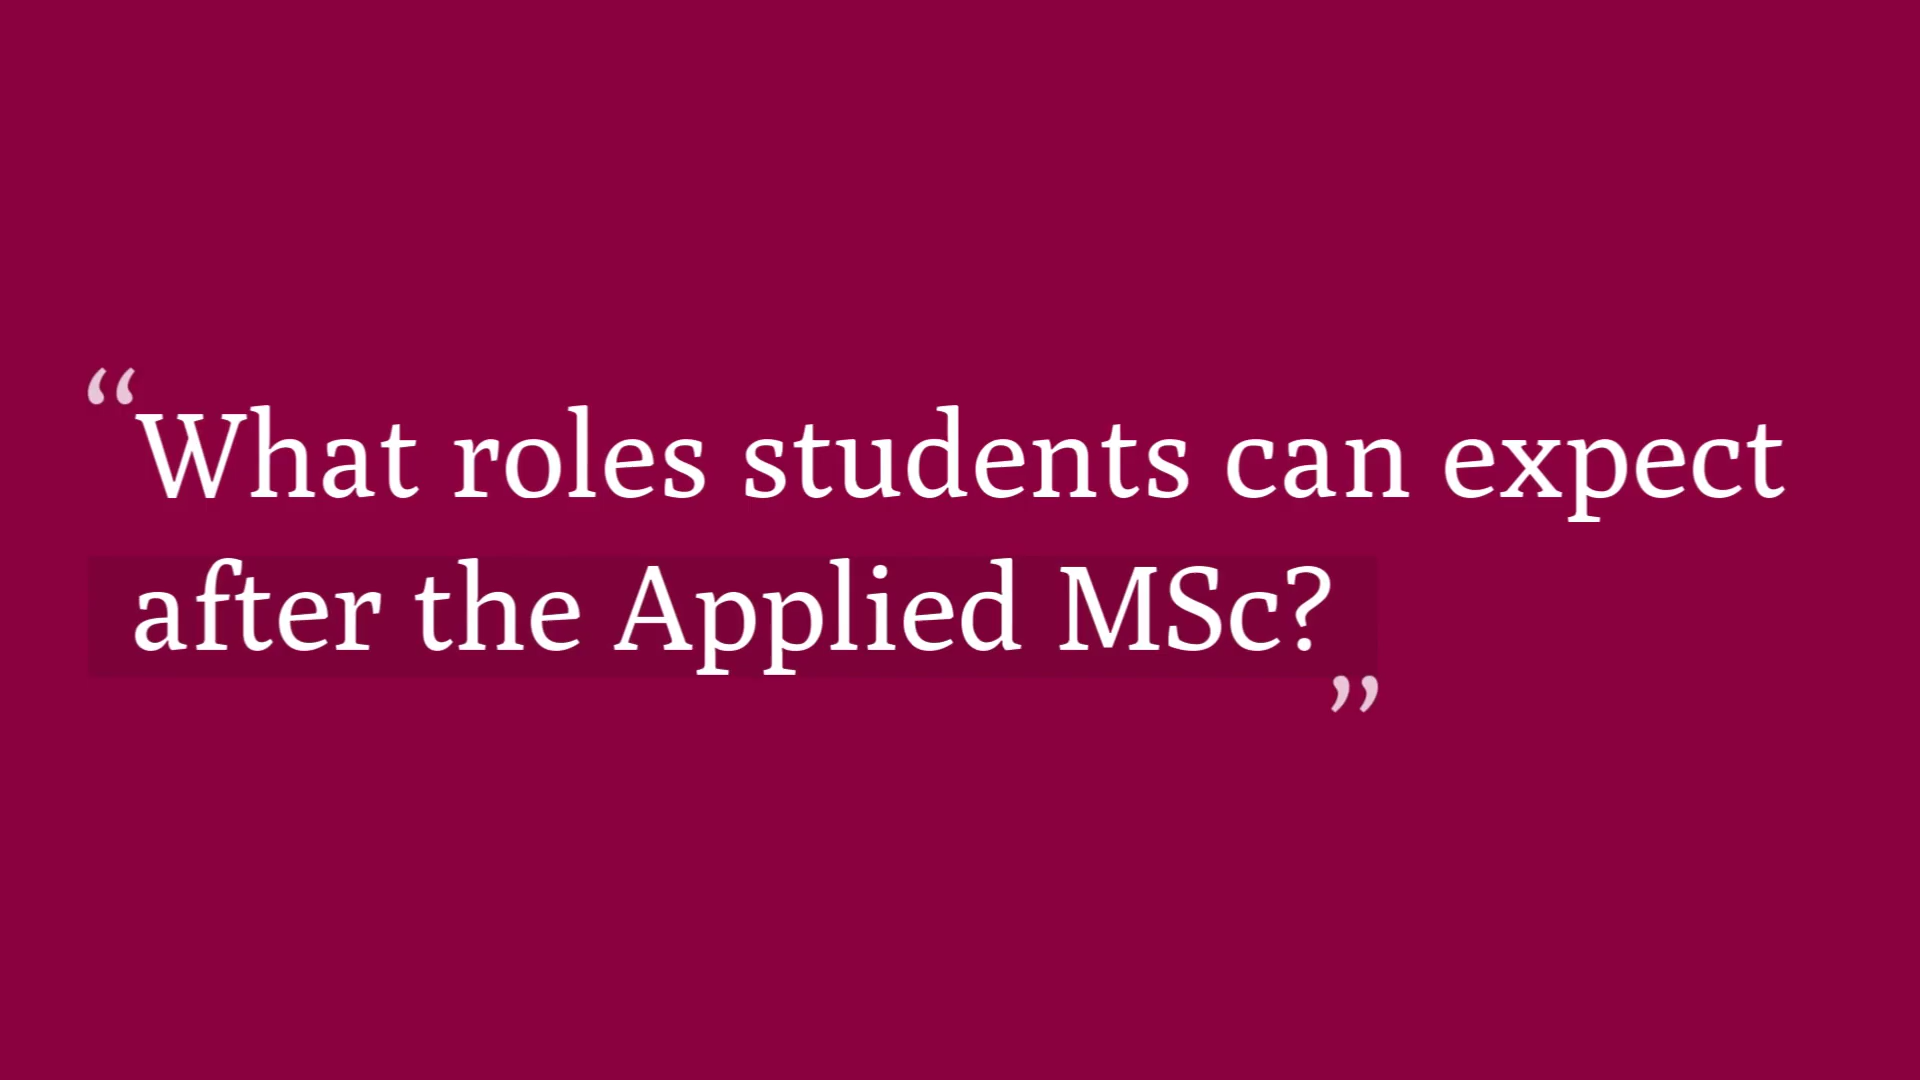 “What roles students can expect
after the Applied MSc?”